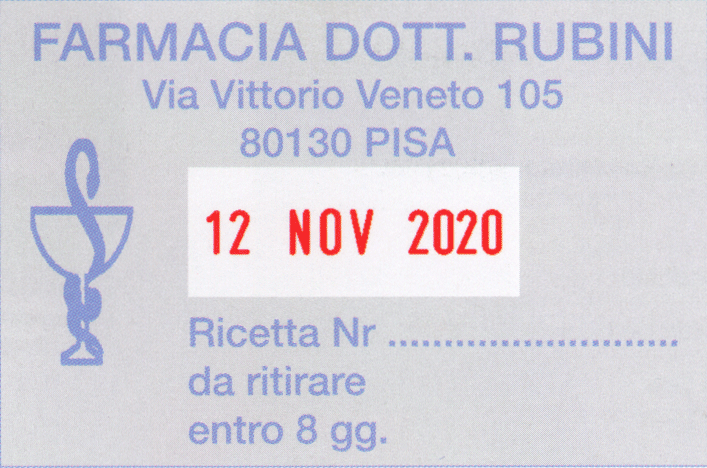 FARMACIA DOTT. RUBINI
Via Vittorio Veneto 105
80130 PISA
12 NOV 2020
Ricetta Nr ..........................
da ritirare
entro 8 gg.